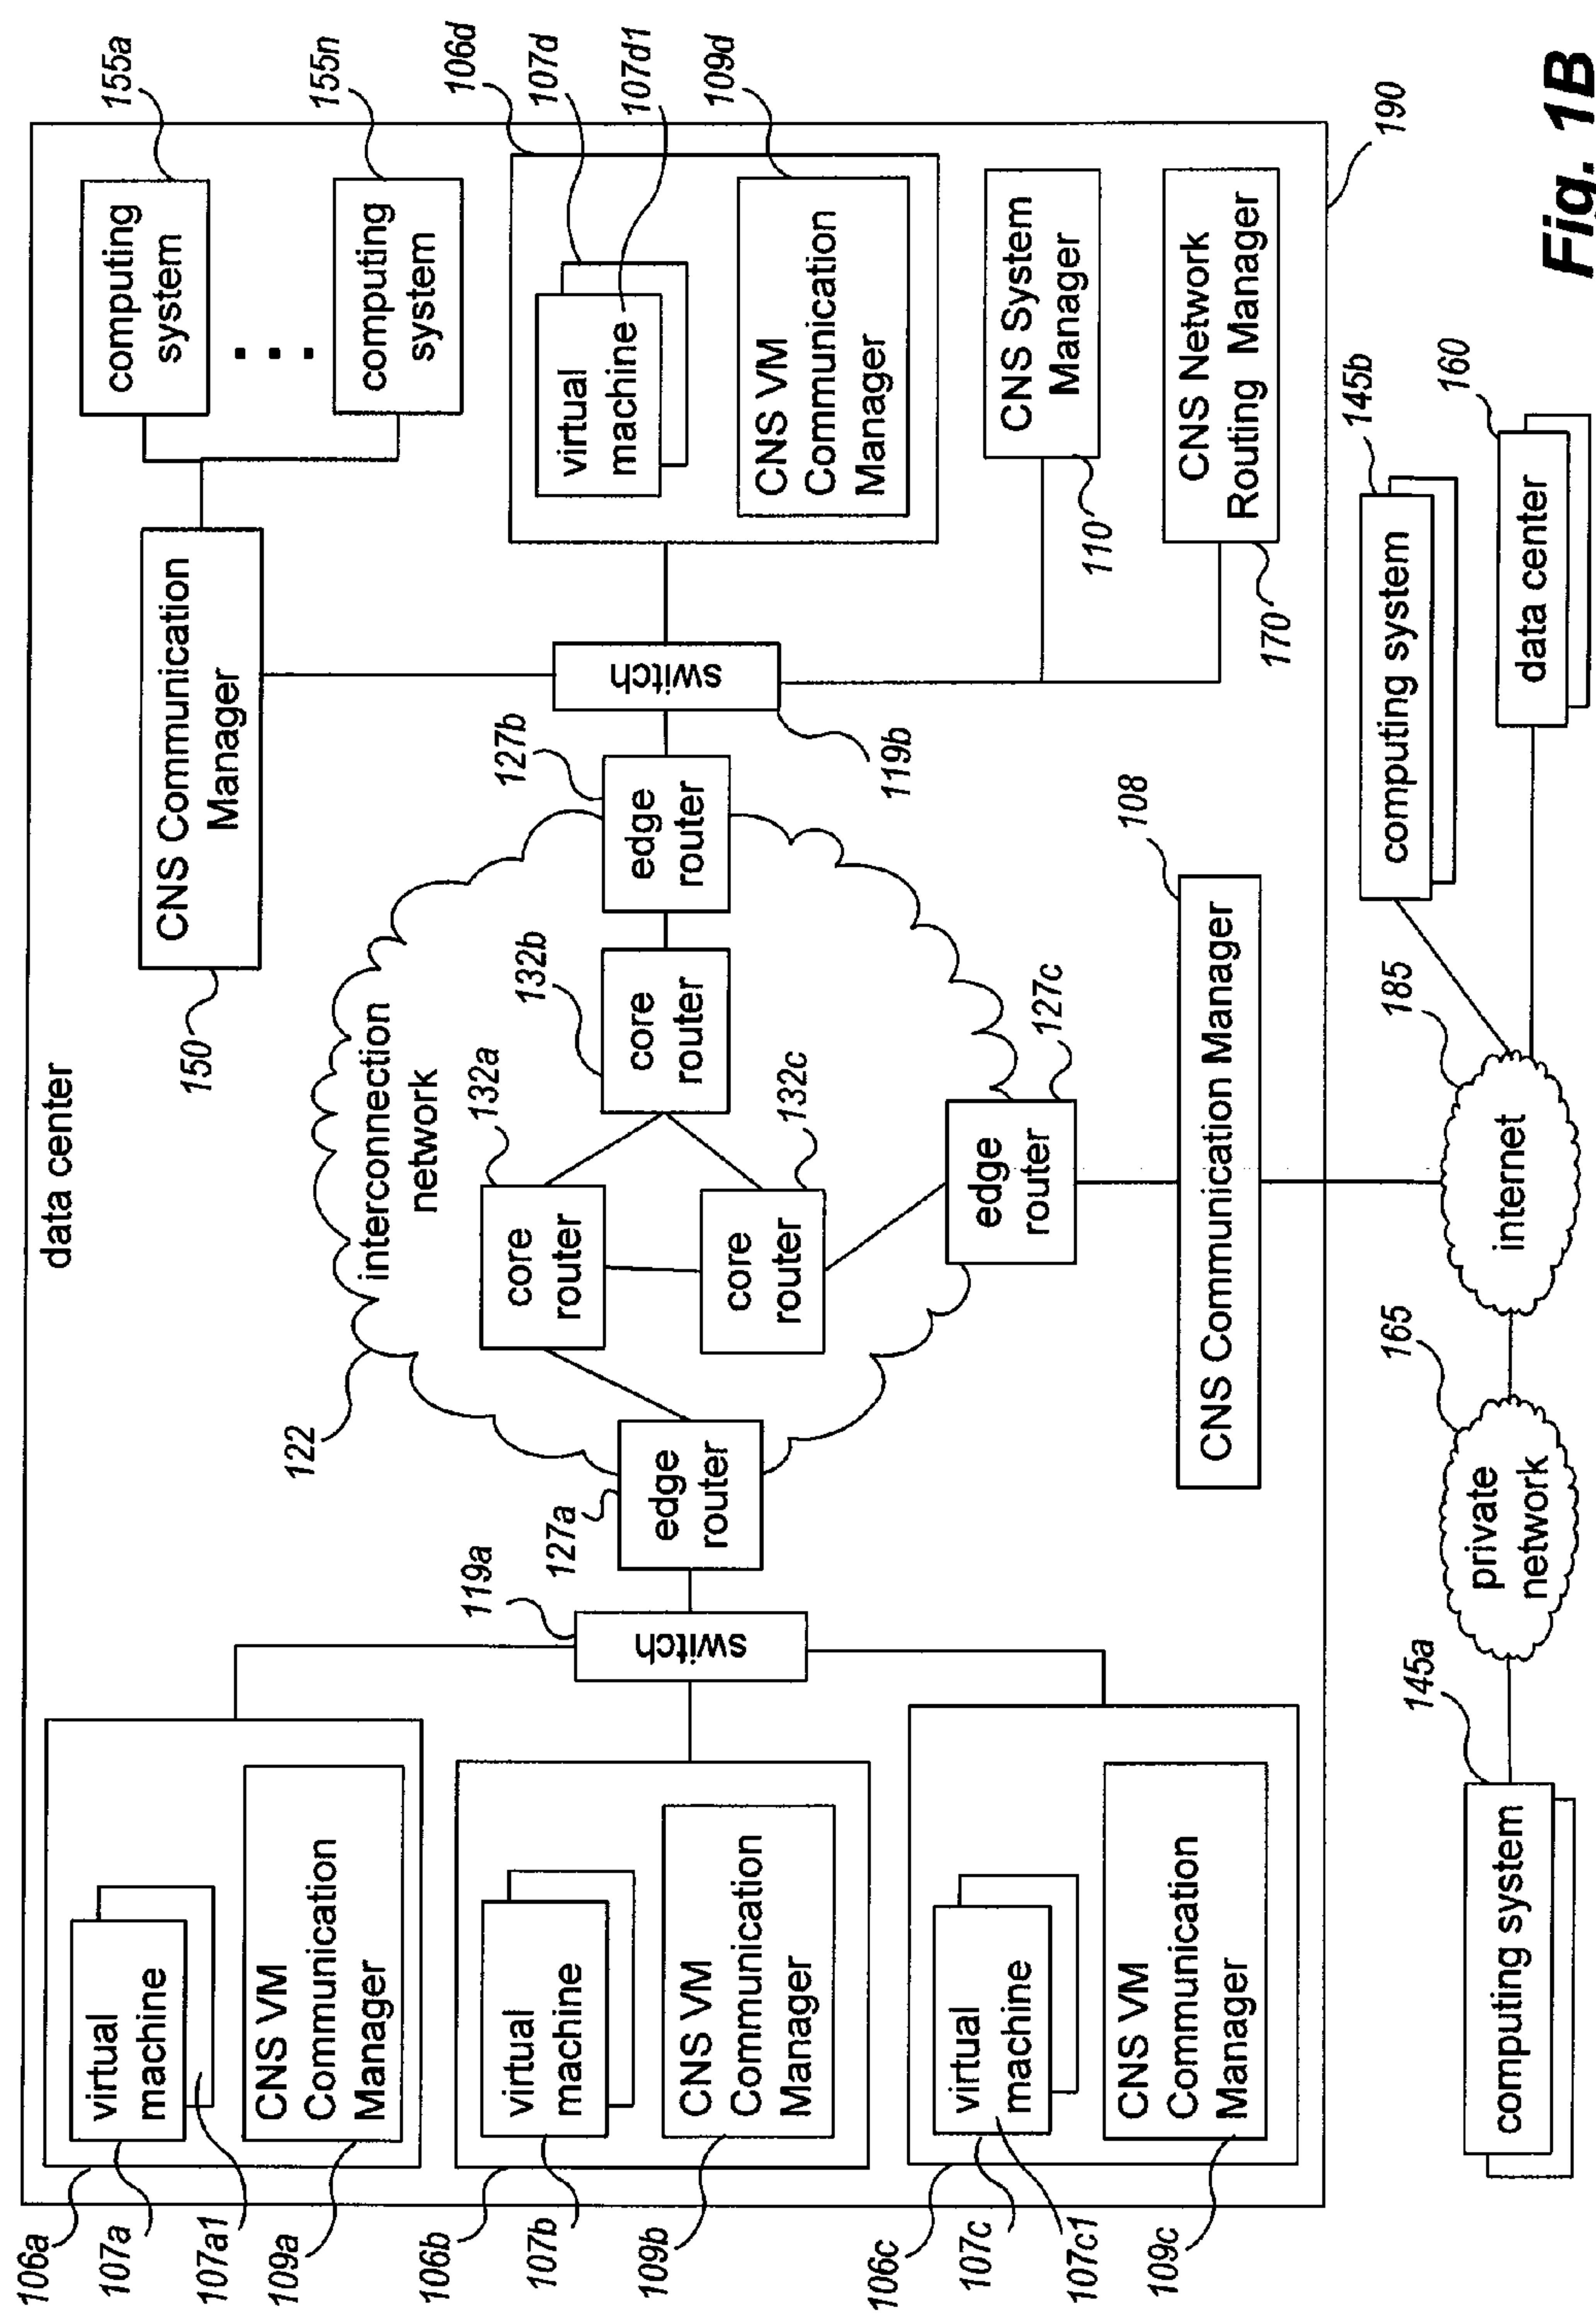 data center
106a
107a
107a1
109a
virtual
machine
CNS VM
Communication
Manager
106b
107b
109b
virtual
machine
CNS VM
Communication
Manager
106c
107c
107c1
109c
virtual
machine
CNS VM
Communication
Manager
119a
switch
127a
edge
router
122
interconnection
network
132a
core
router
132b
core
router
132c
core
router
127b
edge
router
127c
edge
router
119b
switch
150
CNS Communication
Manager
155a
computing
system
...
155n
computing
system
106d
107d
107d1
109d
virtual
machine
CNS VM
Communication
Manager
CNS System
Manager
110
CNS Network
Routing Manager
170
108
CNS Communication Manager
190
145a
computing system
165
private
network
185
internet
145b
computing system
160
data center
Fig. 1B